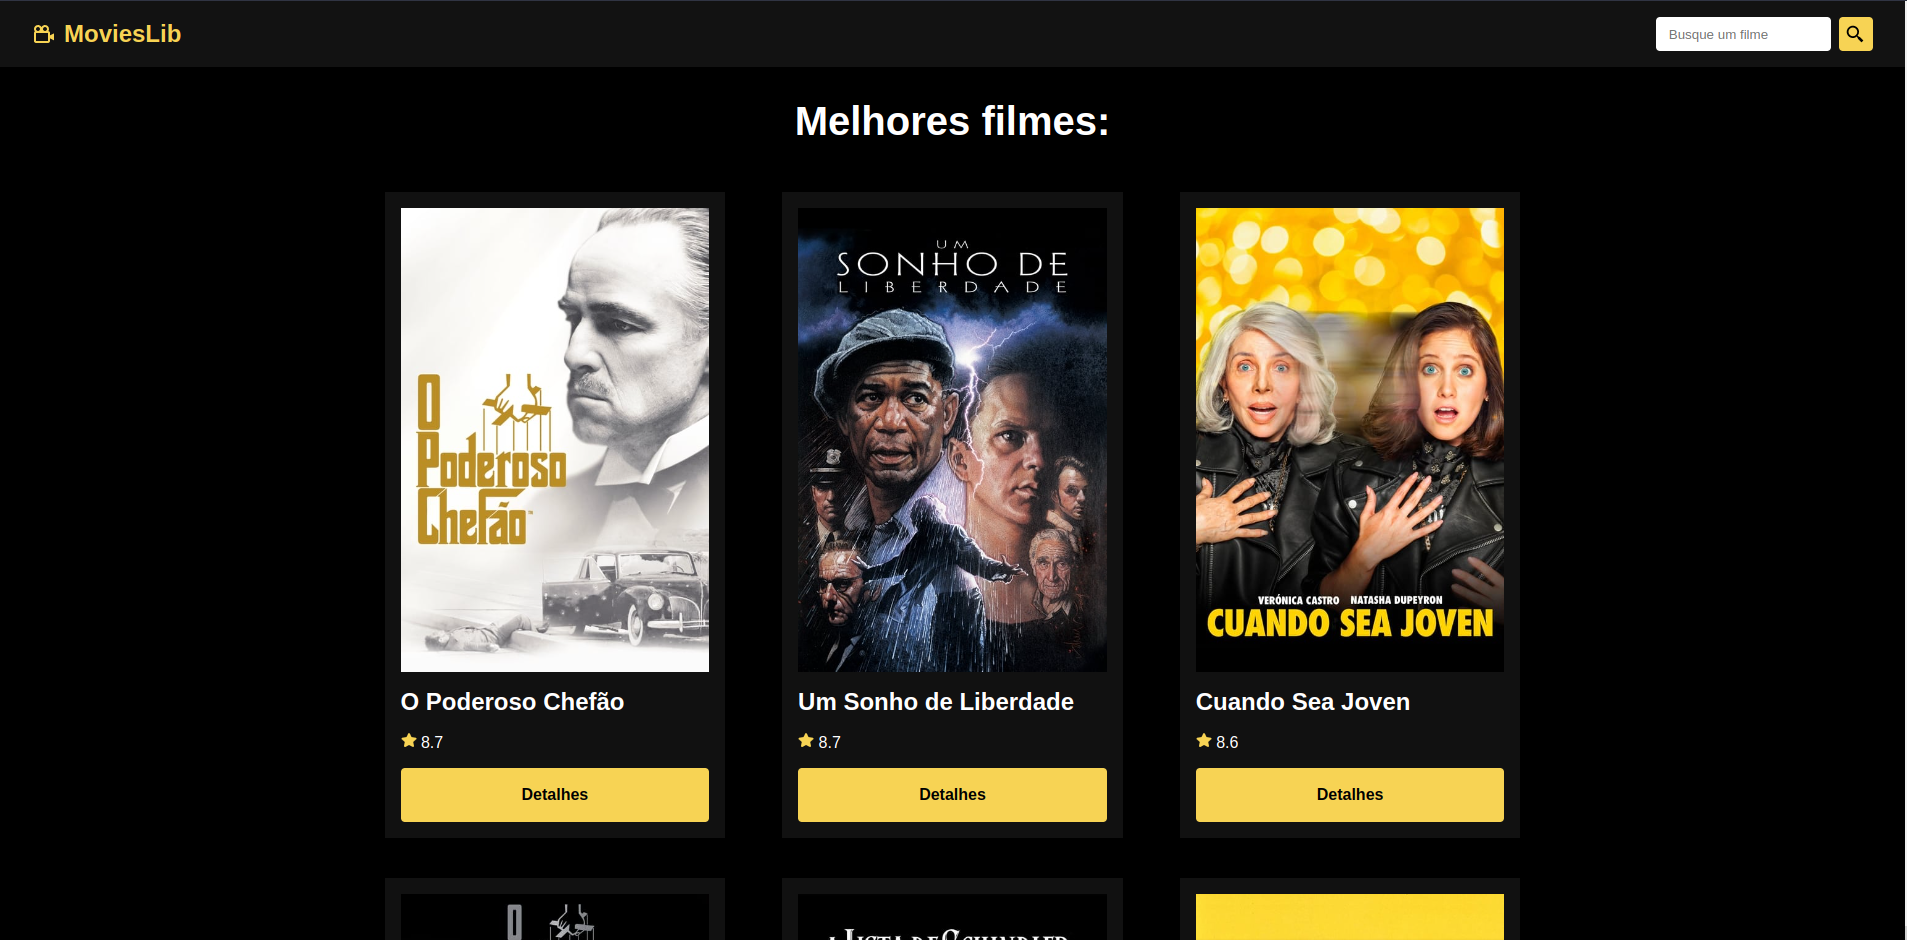 MoviesLib
Busque um filme
Melhores filmes:
O
Poderoso
Chefão
TM
UM
SONHO DE
LIBERDADE
VERÓNICA CASTRO NATASHA DUPEYRON
CUANDO SEA JOVEN
O Poderoso Chefão
8.7
Detalhes
Um Sonho de Liberdade
8.7
Detalhes
Cuando Sea Joven
8.6
Detalhes
O